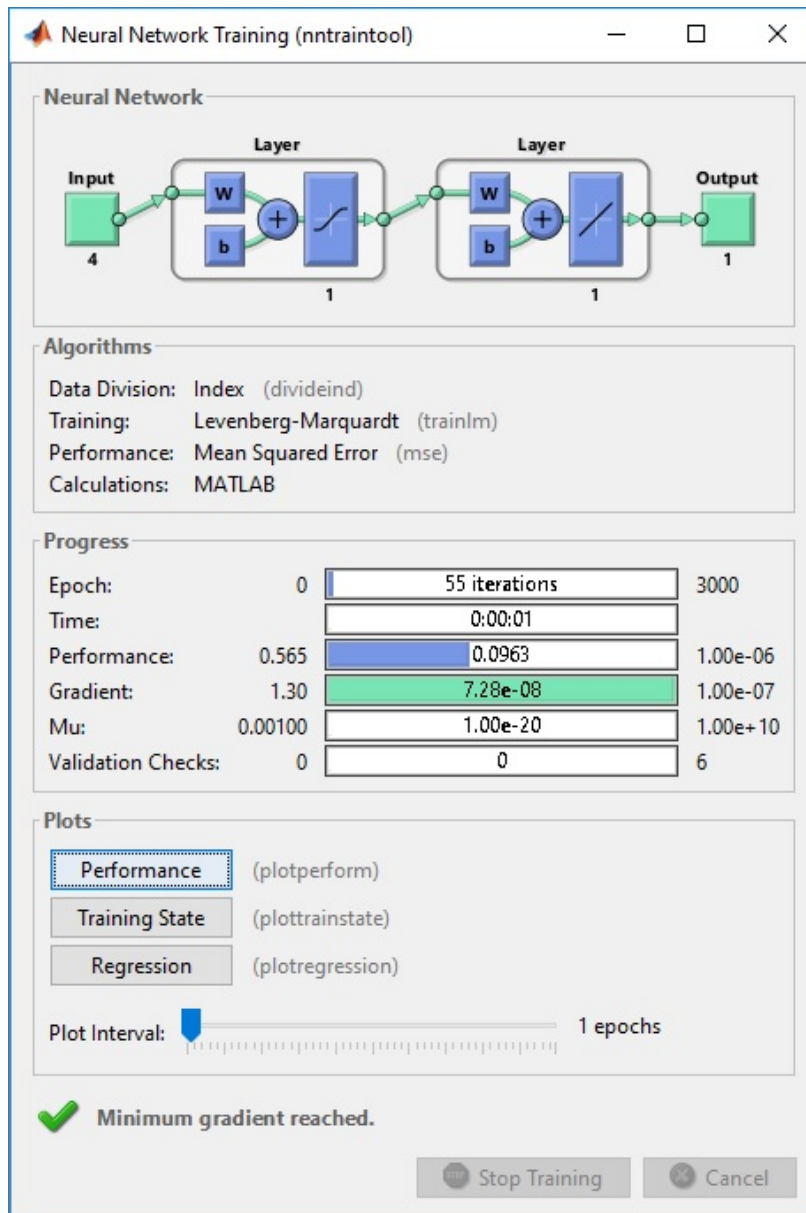 Neural Network Training (nntraintool)
Neural Network
Layer Layer
Input Output
W W
b b
4 1
1 1
Algorithms
Data Division: Index (divideind)
Training: Levenberg-Marquardt (trainlm)
Performance: Mean Squared Error (mse)
Calculations: MATLAB
Progress
Epoch: 0 55 iterations 3000
Time: 0:00:01
Performance: 0.565 0.0963 1.00e-06
Gradient: 1.30 7.28e-08 1.00e-07
Mu: 0.00100 1.00e-20 1.00e+10
Validation Checks: 0 0 6
Plots
Performance (plotperform)
Training State (plottrainstate)
Regression (plotregression)
Plot Interval: 1 epochs
Minimum gradient reached.
Stop Training Cancel